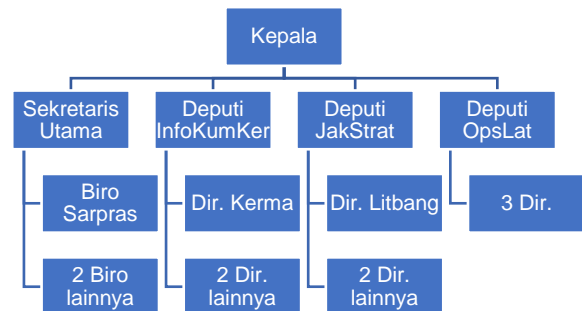 Kepala
Sekretaris
Utama
Deputi
InfoKumKer
Deputi
JakStrat
Deputi
OpsLat
Biro
Sarpras
Dir. Kerma
Dir. Litbang
3 Dir.
2 Biro
lainnya
2 Dir.
lainnya
2 Dir.
lainnya